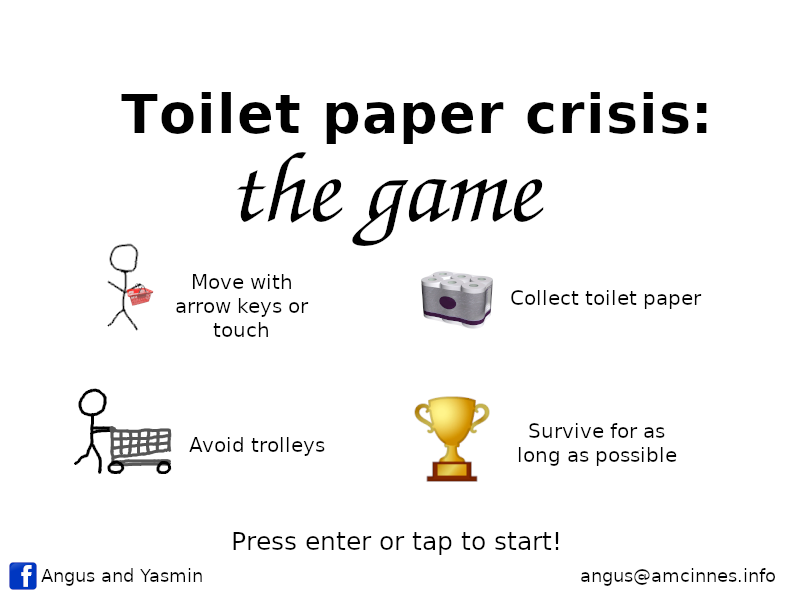 Toilet paper crisis:
the game
Move with
arrow keys or
touch
Collect toilet paper
Avoid trolleys
Survive for as
long as possible
Press enter or tap to start!
Angus and Yasmin
angus@amcinnes.info